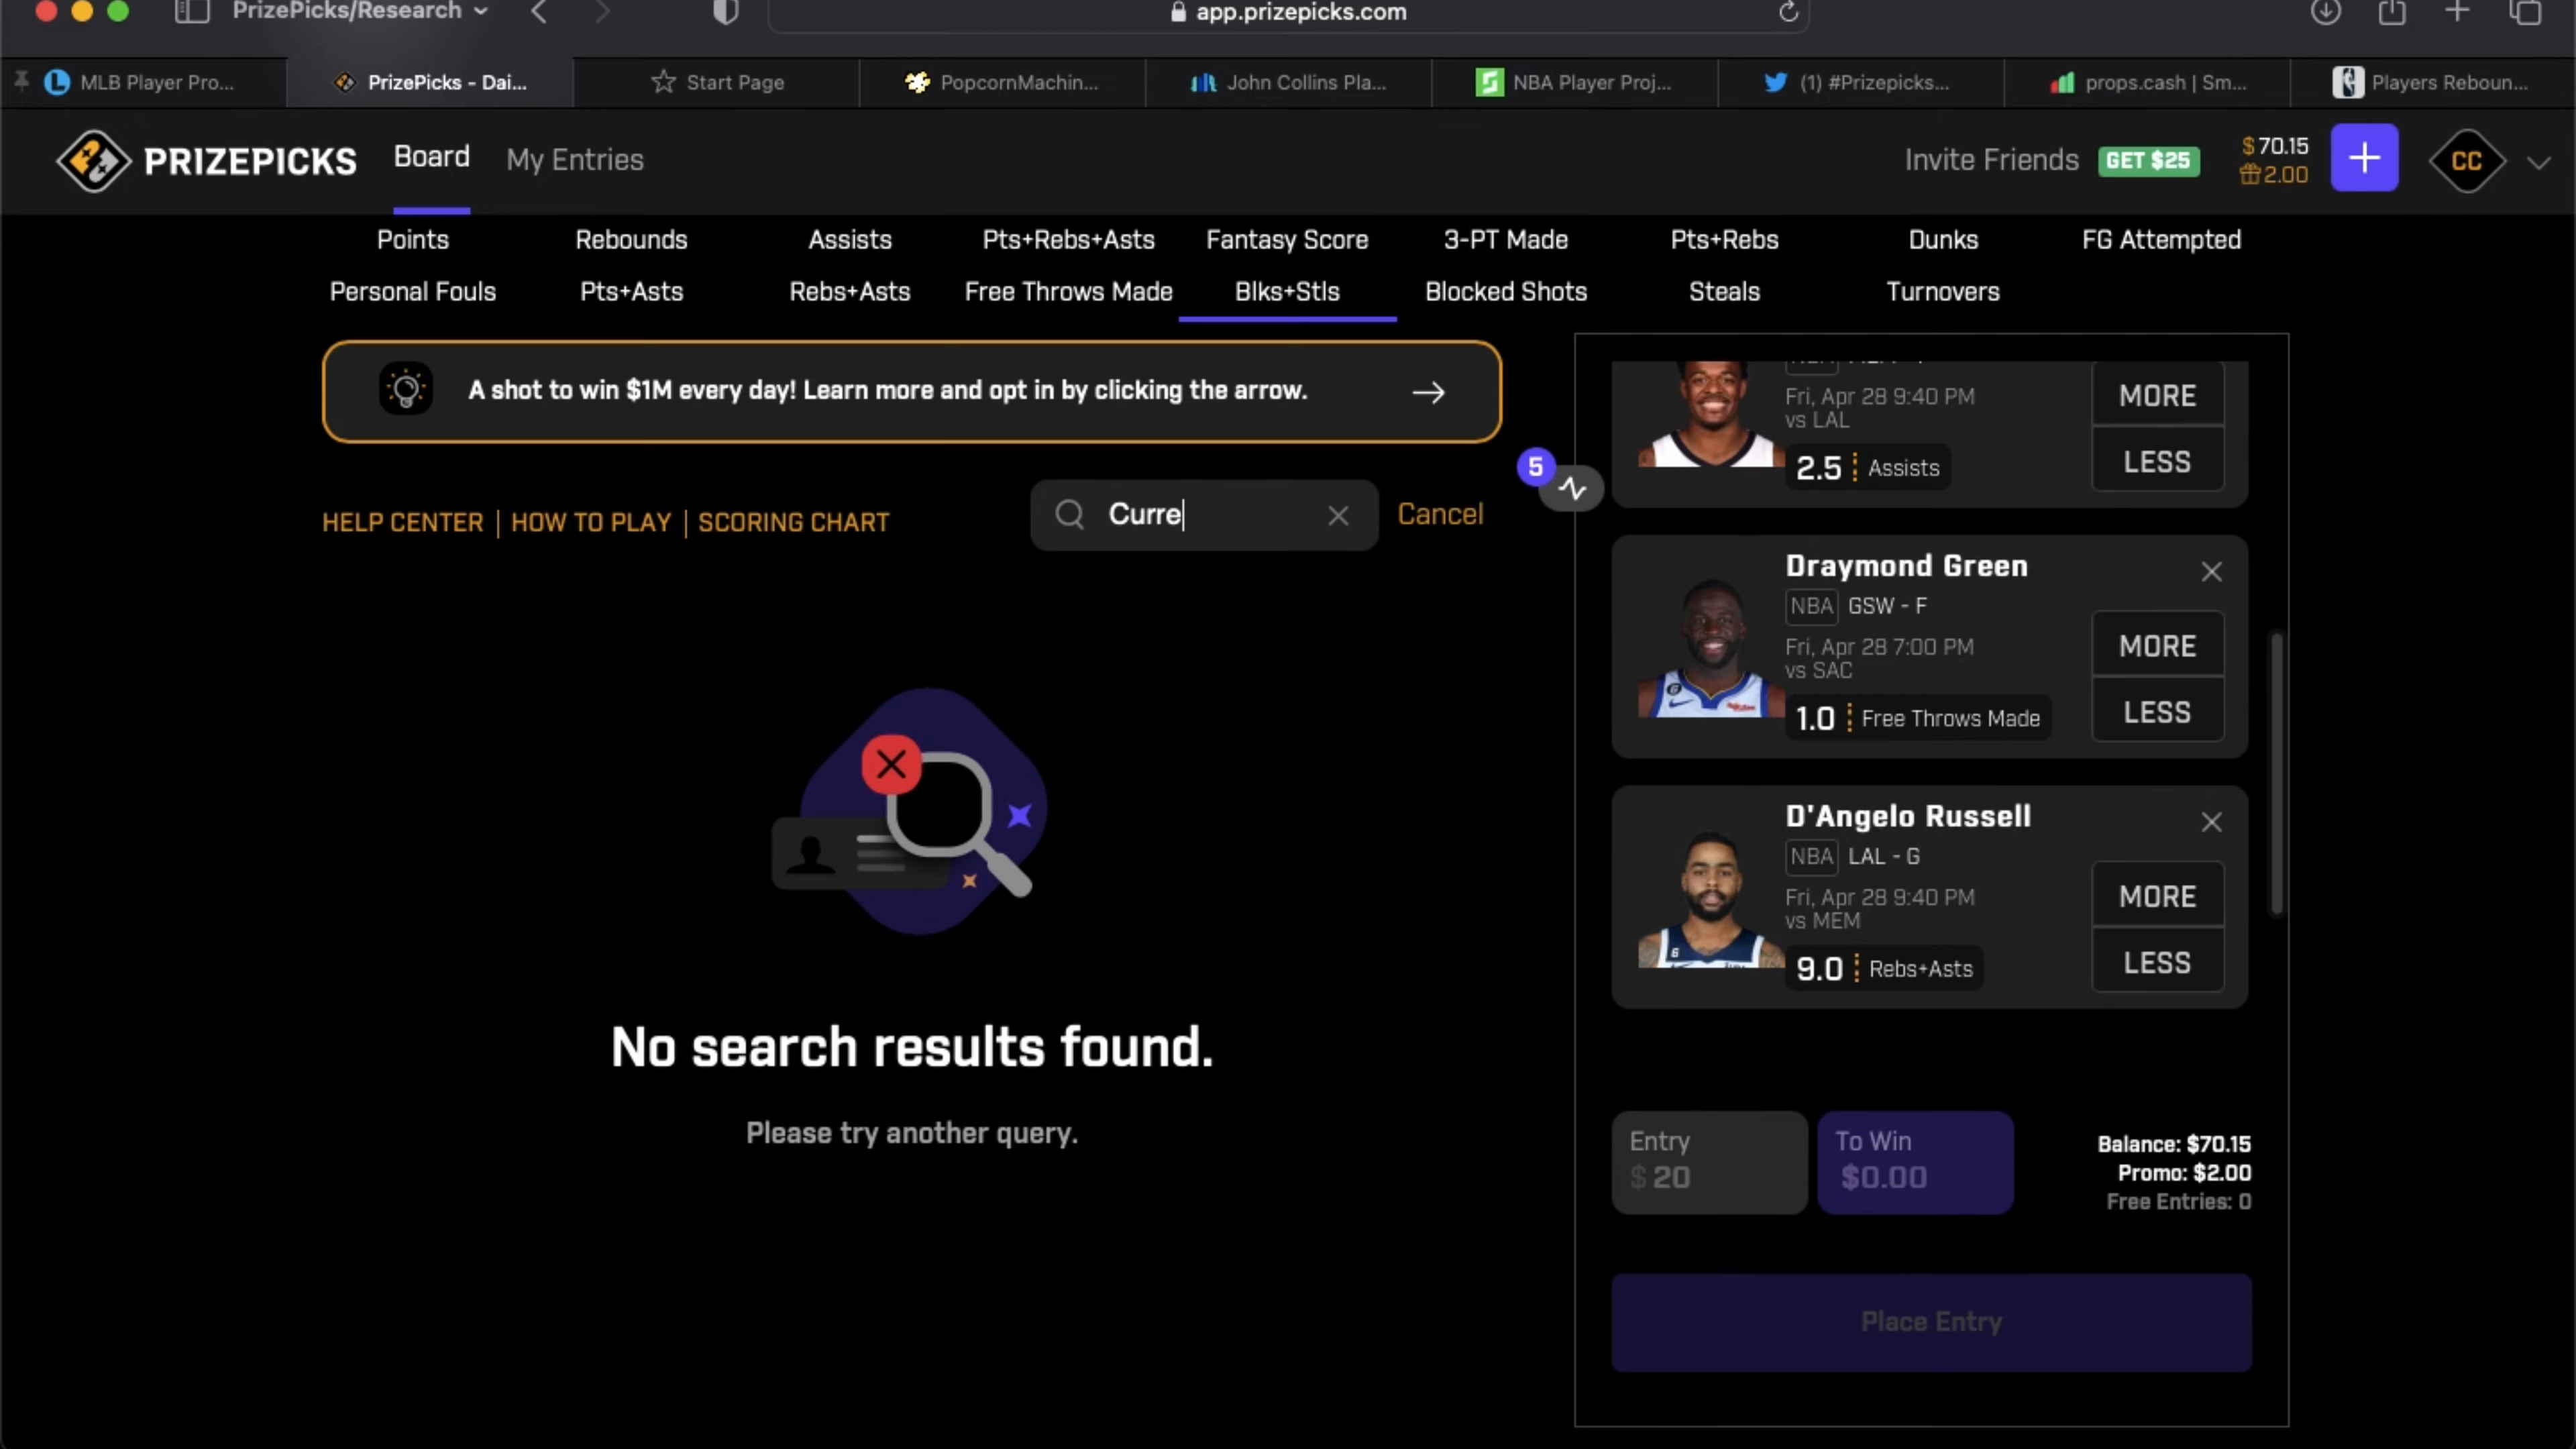 PrizePicks/Research
app.prizepicks.com
MLB Player Pro...
PrizePicks - Dai...
Start Page
PopcornMachin...
John Collins Pla...
NBA Player Proj...
(1) #Prizepicks...
props.cash | Sm...
Players Reboun...
PRIZEPICKS
Board
My Entries
Invite Friends
GET $25
$ 70.15
2.00
CC
Points
Rebounds
Assists
Pts+Rebs+Asts
Fantasy Score
3-PT Made
Pts+Rebs
Dunks
FG Attempted
Personal Fouls
Pts+Asts
Rebs+Asts
Free Throws Made
Blks+Stls
Blocked Shots
Steals
Turnovers
A shot to win $1M every day! Learn more and opt in by clicking the arrow.
HELP CENTER | HOW TO PLAY | SCORING CHART
Curre
Cancel
No search results found.
Please try another query.
5
Fri, Apr 28 9:40 PM
vs LAL
2.5
Assists
MORE
LESS
Draymond Green
NBA GSW - F
Fri, Apr 28 7:00 PM
vs SAC
1.0
Free Throws Made
MORE
LESS
D'Angelo Russell
NBA LAL - G
Fri, Apr 28 9:40 PM
vs MEM
9.0
Rebs+Asts
MORE
LESS
Entry
$ 20
To Win
$0.00
Balance: $70.15
Promo: $2.00
Free Entries: 0
Place Entry